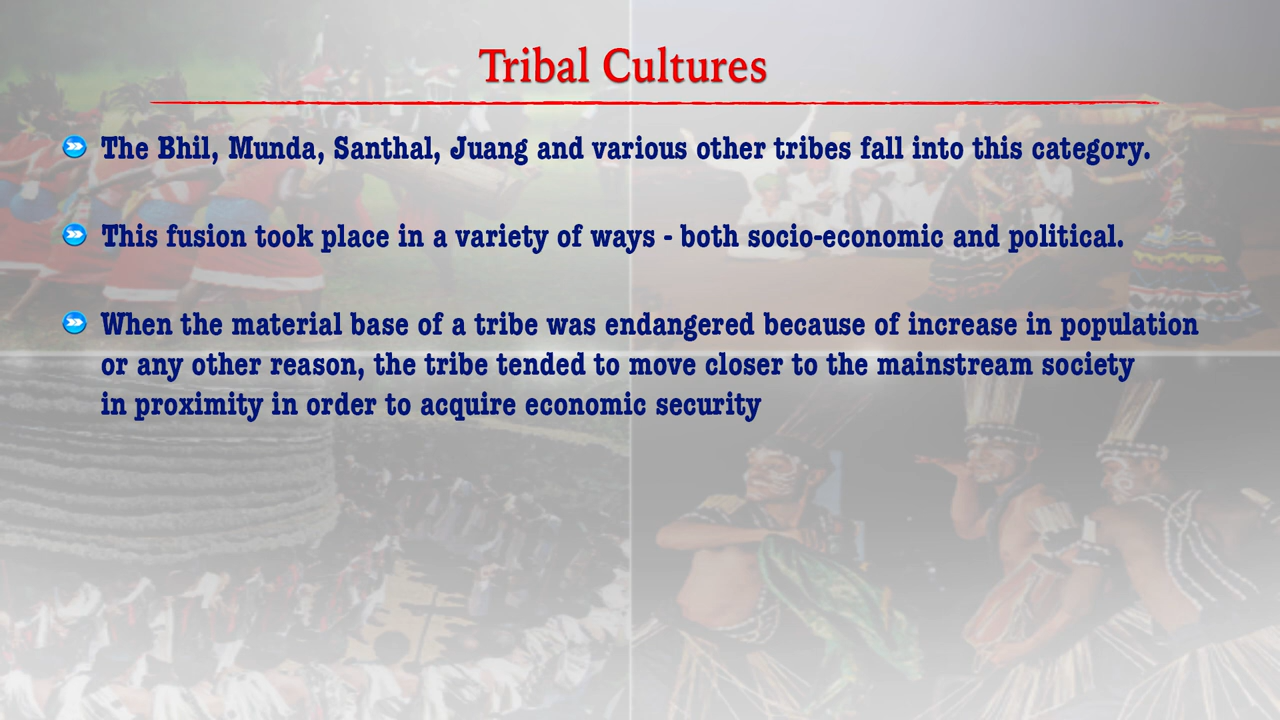 Tribal Cultures
The Bhil, Munda, Santhal, Juang and various other tribes fall into this category.
This fusion took place in a variety of ways - both socio-economic and political.
When the material base of a tribe was endangered because of increase in population
or any other reason, the tribe tended to move closer to the mainstream society
in proximity in order to acquire economic security